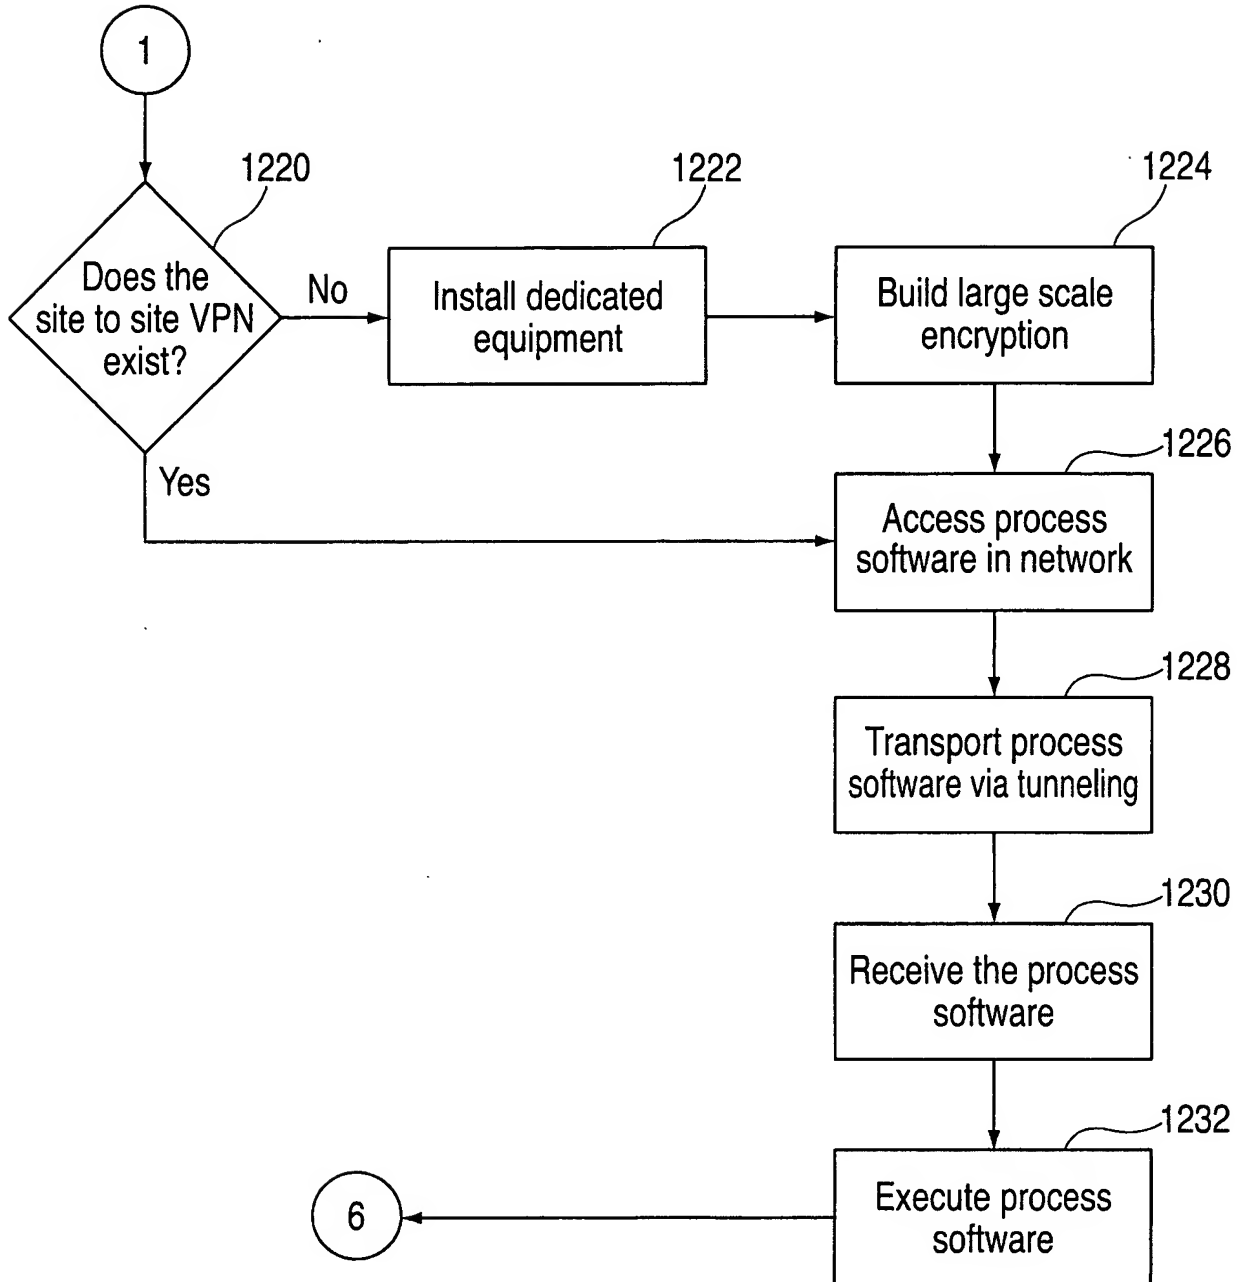 1
1220
1222
1224
Does the
site to site VPN
exist?
No
Install dedicated
equipment
Build large scale
encryption
Yes
1226
Access process
software in network
1228
Transport process
software via tunneling
1230
Receive the process
software
1232
Execute process
software
6